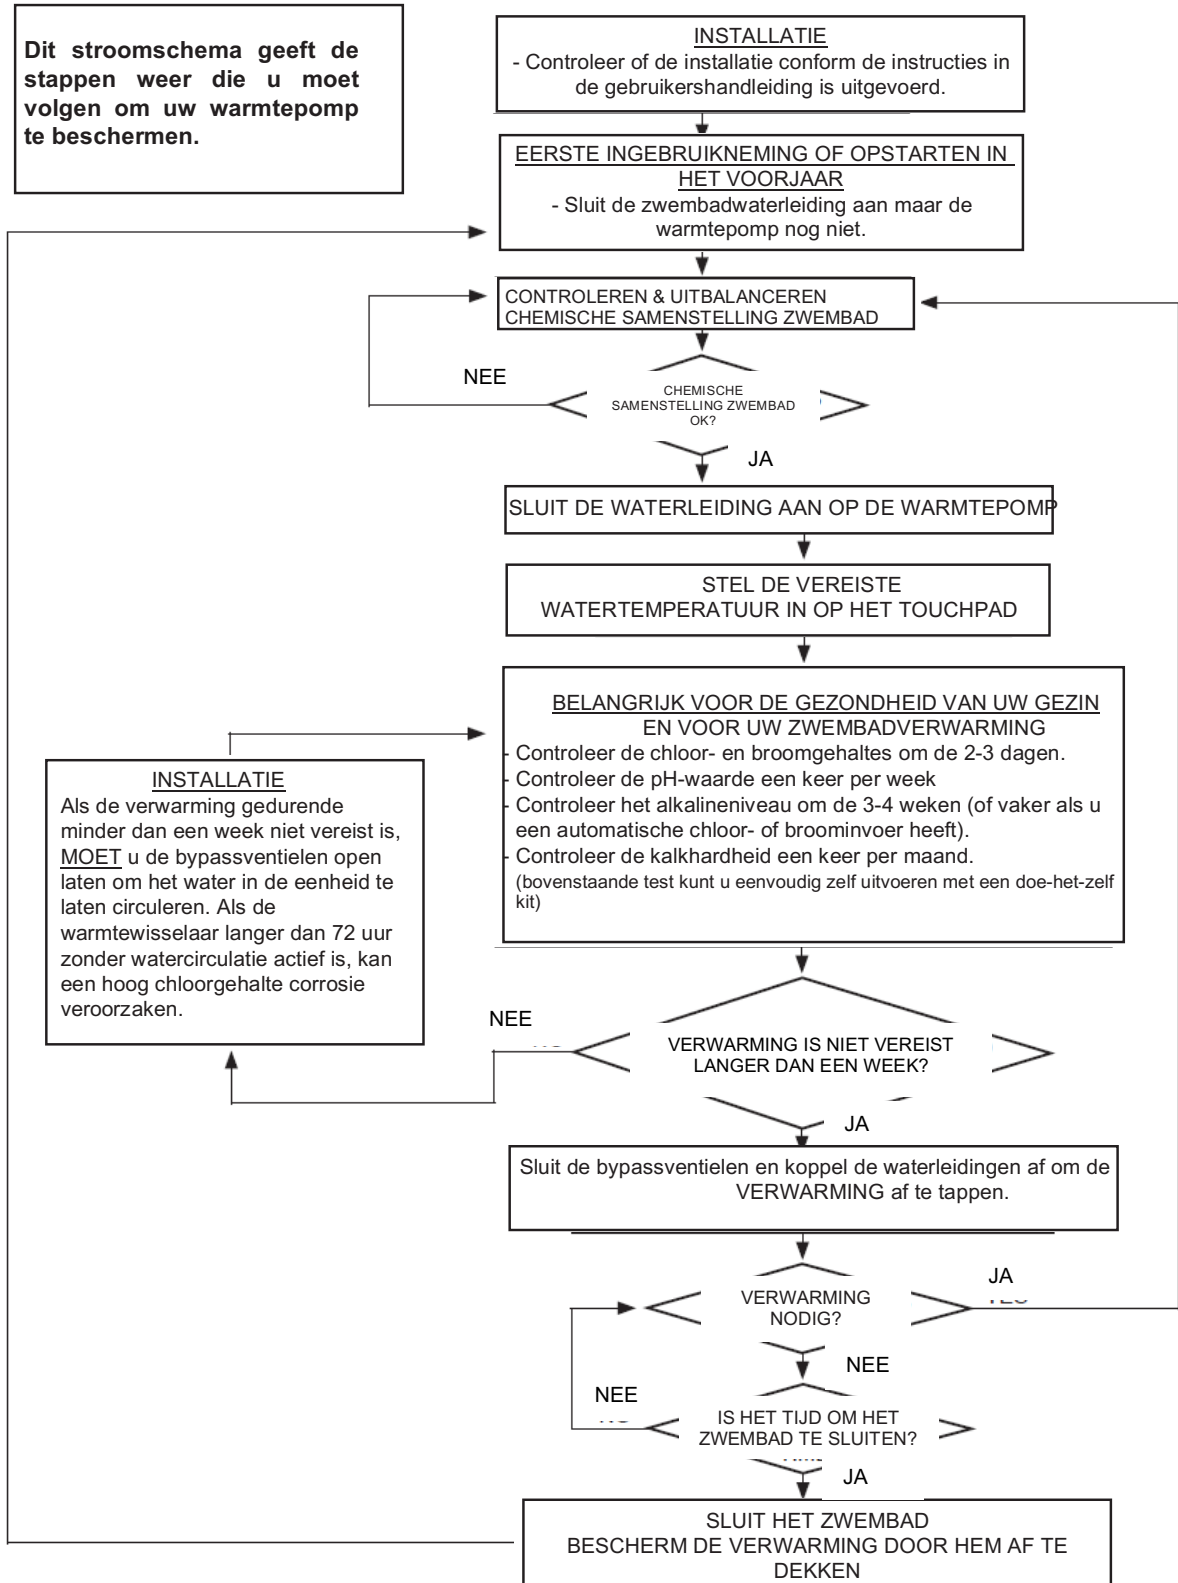 Dit stroomschema geeft de
stappen weer die u moet
volgen om uw warmtepomp
te beschermen.
INSTALLATIE
- Controleer of de installatie conform de instructies in
de gebruikershandleiding is uitgevoerd.
EERSTE INGEBRUIKNEMING OF OPSTARTEN IN
HET VOORJAAR
- Sluit de zwembadwaterleiding aan maar de
warmtepomp nog niet.
CONTROLEREN & UITBALANCEREN
CHEMISCHE SAMENSTELLING ZWEMBAD
NEE
CHEMISCHE
SAMENSTELLING ZWEMBAD
OK?
JA
SLUIT DE WATERLEIDING AAN OP DE WARMTEPOMP
STEL DE VEREISTE
WATERTEMPERATUUR IN OP HET TOUCHPAD
BELANGRIJK VOOR DE GEZONDHEID VAN UW GEZIN
EN VOOR UW ZWEMBADVERWARMING
- Controleer de chloor- en broomgehaltes om de 2-3 dagen.
- Controleer de pH-waarde een keer per week
- Controleer het alkalineniveau om de 3-4 weken (of vaker als u
een automatische chloor- of broominvoer heeft).
- Controleer de kalkhardheid een keer per maand.
(bovenstaande test kunt u eenvoudig zelf uitvoeren met een doe-het-zelf
kit)
INSTALLATIE
Als de verwarming gedurende
minder dan een week niet vereist is,
MOET u de bypassventielen open
laten om het water in de eenheid te
laten circuleren. Als de
warmtewisselaar langer dan 72 uur
zonder watercirculatie actief is, kan
een hoog chloorgehalte corrosie
veroorzaken.
NEE
VERWARMING IS NIET VEREIST
LANGER DAN EEN WEEK?
JA
Sluit de bypassventielen en koppel de waterleidingen af om de
VERWARMING af te tappen.
JA
VERWARMING
NODIG?
NEE
NEE
IS HET TIJD OM HET
ZWEMBAD TE SLUITEN?
JA
SLUIT HET ZWEMBAD
BESCHERM DE VERWARMING DOOR HEM AF TE
DEKKEN